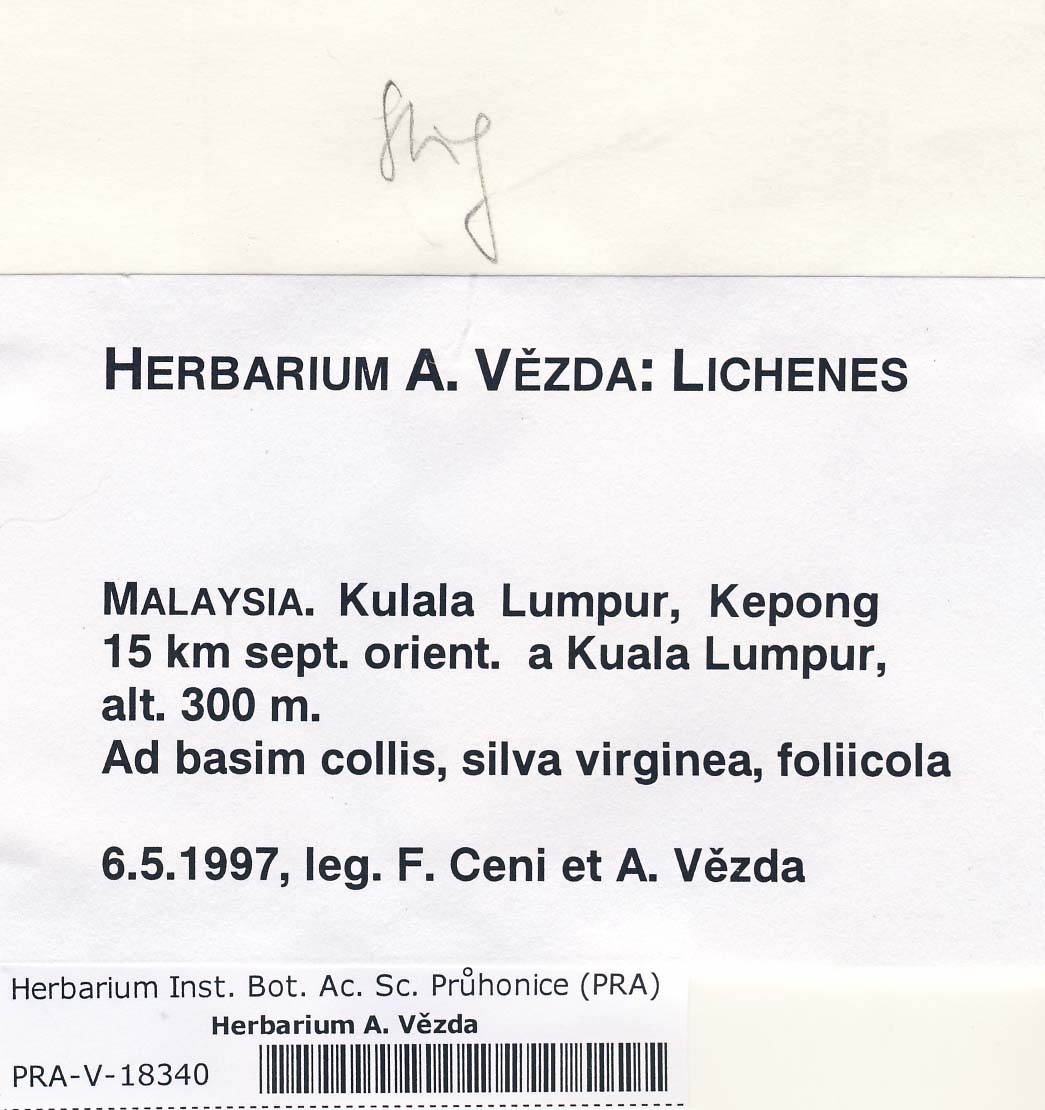 Strig
HERBARIUM A. VĚZDA: LICHENES
MALAYSIA. Kulala Lumpur, Kepong
15 km sept. orient. a Kuala Lumpur,
alt. 300 m.
Ad basim collis, silva virginea, foliicola
6.5.1997, leg. F. Ceni et A. Vězda
Herbarium Inst. Bot. Ac. Sc. Průhonice (PRA)
Herbarium A. Vězda
PRA-V-18340